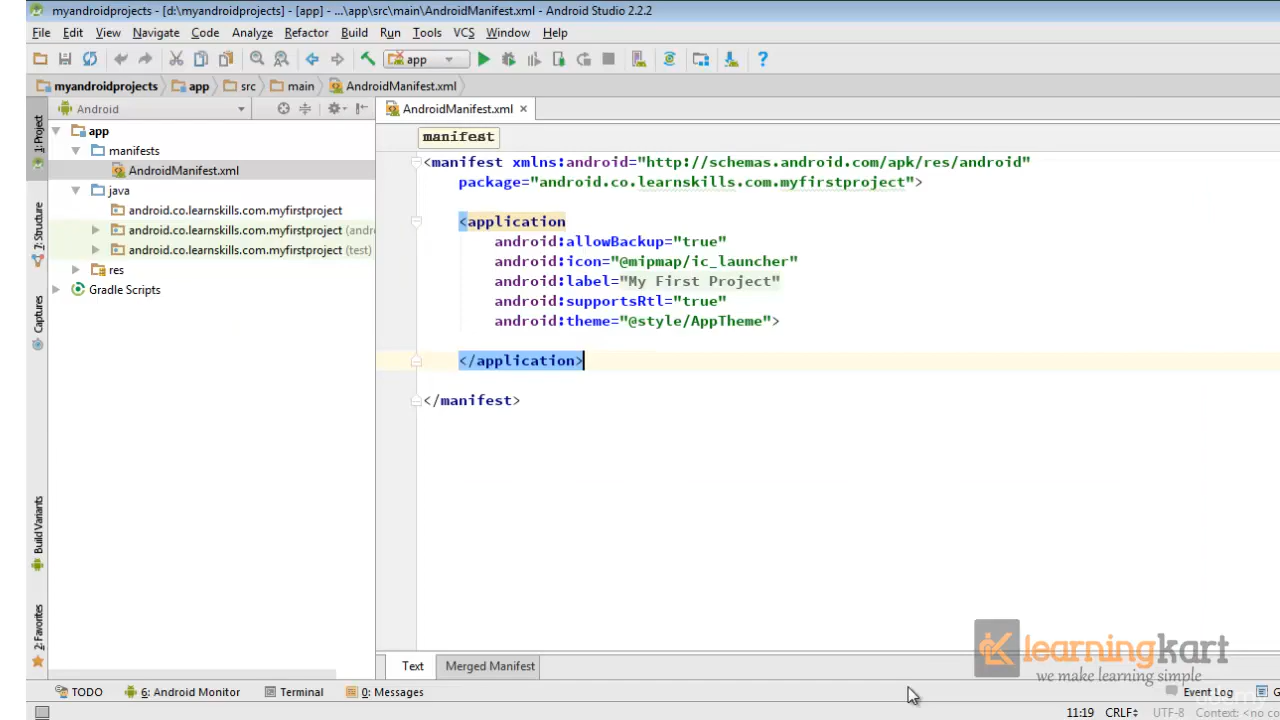 myandroidprojects - [d:\myandroidprojects] - [app] - ...\app\src\main\AndroidManifest.xml - Android Studio 2.2.2
File Edit View Navigate Code Analyze Refactor Build Run Tools VCS Window Help
app
myandroidprojects app src main AndroidManifest.xml
1: Project
7: Structure
Captures
Build Variants
2: Favorites
Android
app
manifests
AndroidManifest.xml
java
android.co.learnskills.com.myfirstproject
android.co.learnskills.com.myfirstproject (andro
android.co.learnskills.com.myfirstproject (test)
res
Gradle Scripts
AndroidManifest.xml
manifest
<manifest xmlns:android="http://schemas.android.com/apk/res/android"
package="android.co.learnskills.com.myfirstproject">
<application
android:allowBackup="true"
android:icon="@mipmap/ic_launcher"
android:label="My First Project"
android:supportsRtl="true"
android:theme="@style/AppTheme">
</application>
</manifest>
Text Merged Manifest
learningkart
we make learning simple
TODO 6: Android Monitor Terminal 0: Messages Event Log G
11:19 CRLF UTF-8 Context: <no co